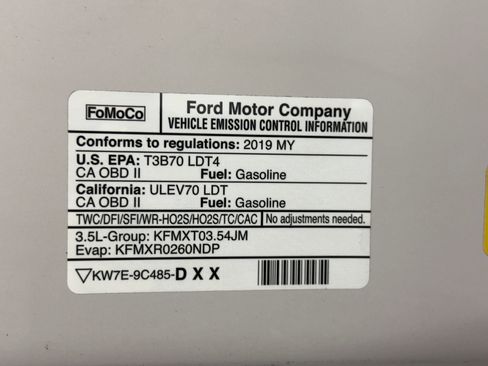 FoMoCo
Ford Motor Company
VEHICLE EMISSION CONTROL INFORMATION
Conforms to regulations: 2019 MY
U.S. EPA: T3B70 LDT4
CA OBD II Fuel: Gasoline
California: ULEV70 LDT
CA OBD II Fuel: Gasoline
TWC/DFI/SFI/WR-HO2S/HO2S/TC/CAC No adjustments needed.
3.5L-Group: KFMXT03.54JM
Evap: KFMXR0260NDP
▽KW7E-9C485-DXX